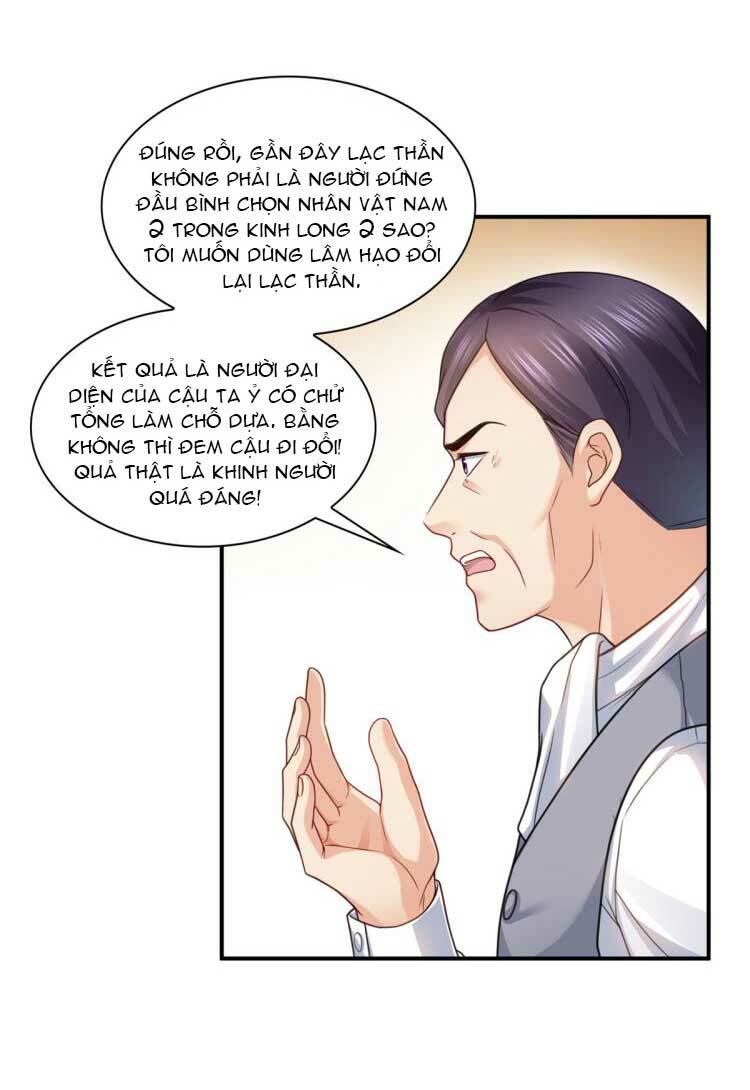 ĐÚNG RỒI, GẦN ĐÂY LẠC THẦN
KHÔNG PHẢI LÀ NGƯỜI ĐỨNG
ĐẦU BÌNH CHỌN NHÂN VẬT NAM
2 TRONG KINH LONG 2 SAO?
TÔI MUỐN DÙNG LÂM HẠO ĐỔI
LẠI LẠC THẦN.
KẾT QUẢ LÀ NGƯỜI ĐẠI
DIỆN CỦA CẬU TA Ỷ CÓ CHỬ
TỔNG LÀM CHỖ DỰA. BẰNG
KHÔNG THÌ ĐEM CẬU ĐI ĐỔI!
QUẢ THẬT LÀ KHINH NGƯỜI
QUÁ ĐÁNG!